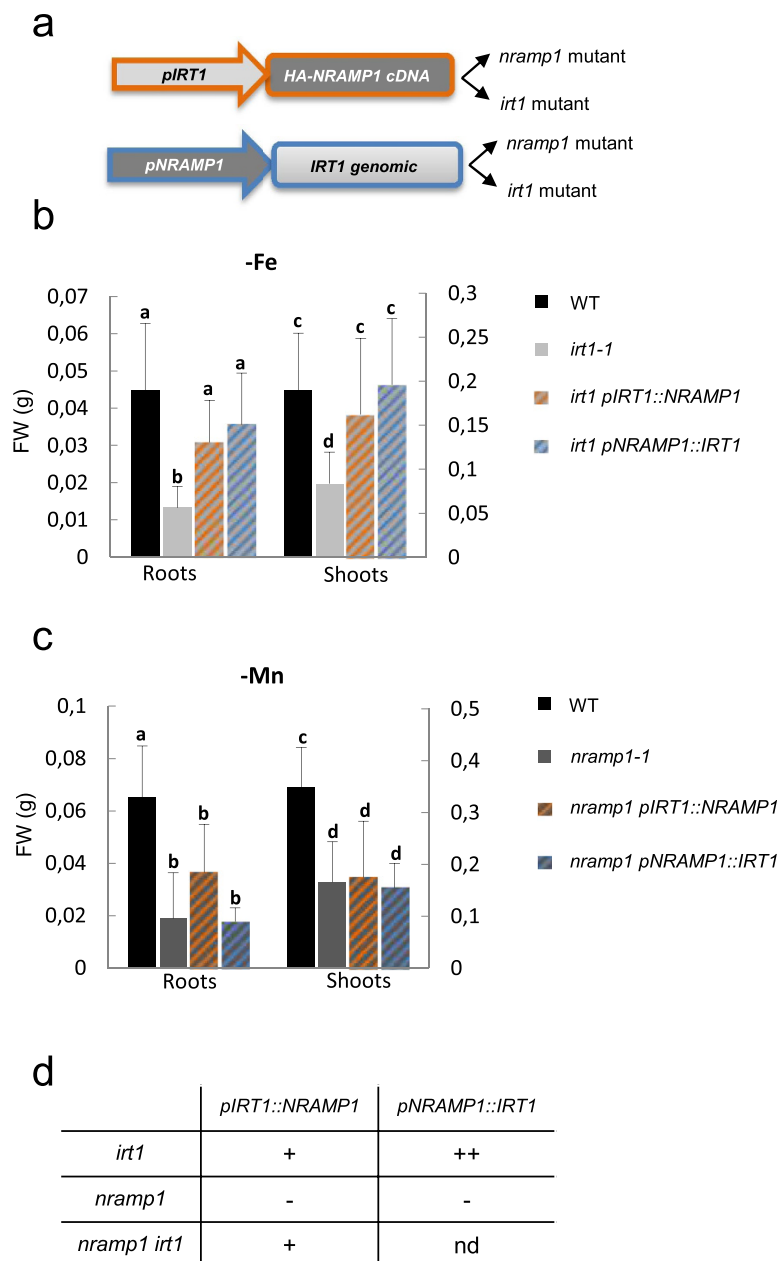 a
pIRT1
HA-NRAMP1 cDNA
nramp1 mutant
irt1 mutant
pNRAMP1
IRT1 genomic
nramp1 mutant
irt1 mutant
b
-Fe
FW (g)
0,07
0,06
0,05
0,04
0,03
0,02
0,01
0
a
b
a
a
c
d
c
c
0,3
0,25
0,2
0,15
0,1
0,05
0
Roots
Shoots
WT
irt1-1
irt1 pIRT1::NRAMP1
irt1 pNRAMP1::IRT1
c
-Mn
FW (g)
0,1
0,08
0,06
0,04
0,02
0
a
b
b
b
c
d
d
d
0,5
0,4
0,3
0,2
0,1
0
Roots
Shoots
WT
nramp1-1
nramp1 pIRT1::NRAMP1
nramp1 pNRAMP1::IRT1
d
pIRT1::NRAMP1 pNRAMP1::IRT1
irt1 + ++
nramp1 - -
nramp1 irt1 + nd